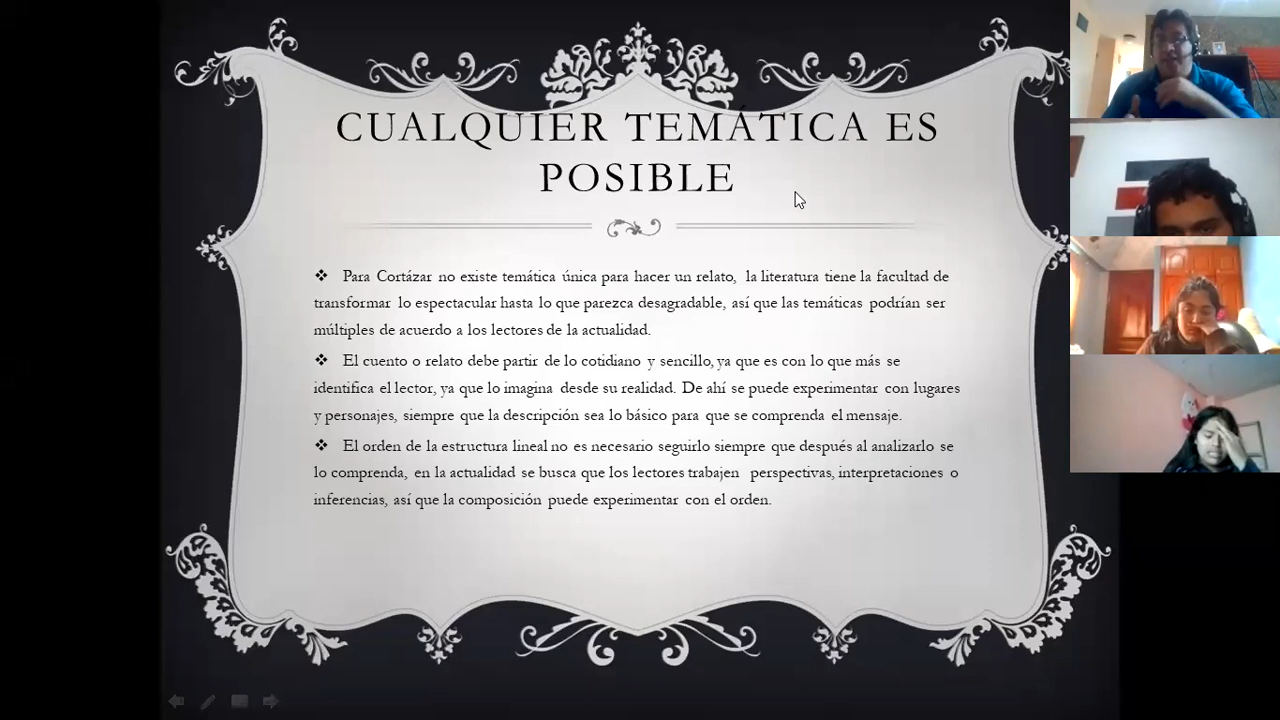 CUALQUIER TEMÁTICA ES
POSIBLE
❖ Para Cortázar no existe temática única para hacer un relato, la literatura tiene la facultad de
transformar lo espectacular hasta lo que parezca desagradable, así que las temáticas podrían ser
múltiples de acuerdo a los lectores de la actualidad.
❖ El cuento o relato debe partir de lo cotidiano y sencillo, ya que es con lo que más se
identifica el lector, ya que lo imagina desde su realidad. De ahí se puede experimentar con lugares
y personajes, siempre que la descripción sea lo básico para que se comprenda el mensaje.
❖ El orden de la estructura lineal no es necesario seguirlo siempre que después al analizarlo se
lo comprenda, en la actualidad se busca que los lectores trabajen perspectivas, interpretaciones o
inferencias, así que la composición puede experimentar con el orden.